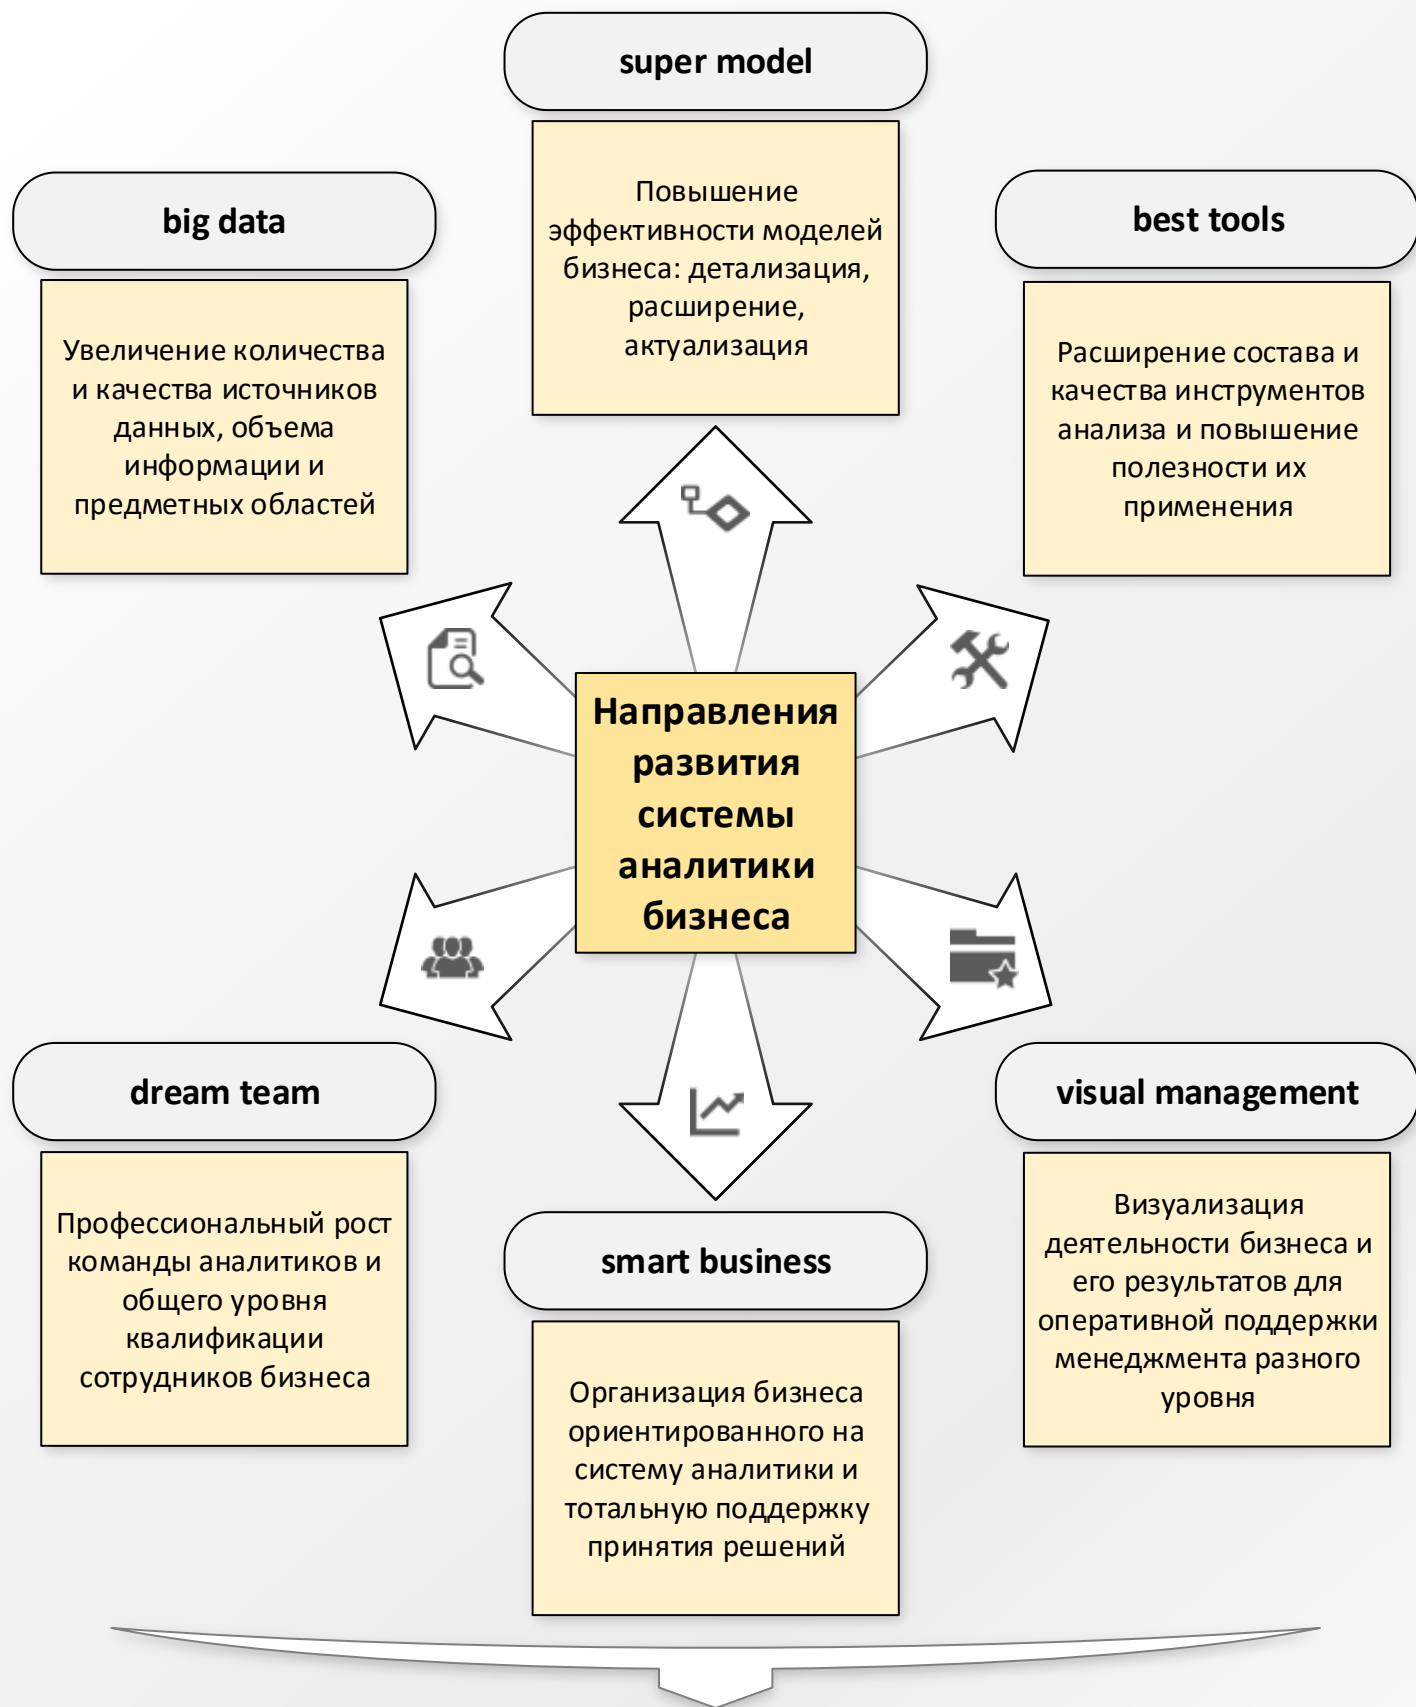 super model
Повышение
эффективности моделей
бизнеса: детализация,
расширение,
актуализация
big data
Увеличение количества
и качества источников
данных, объема
информации и
предметных областей
best tools
Расширение состава и
качества инструментов
анализа и повышение
полезности их
применения
Направления
развития
системы
аналитики
бизнеса
dream team
Профессиональный рост
команды аналитиков и
общего уровня
квалификации
сотрудников бизнеса
smart business
Организация бизнеса
ориентированного на
систему аналитики и
тотальную поддержку
принятия решений
visual management
Визуализация
деятельности бизнеса и
его результатов для
оперативной поддержки
менеджмента разного
уровня